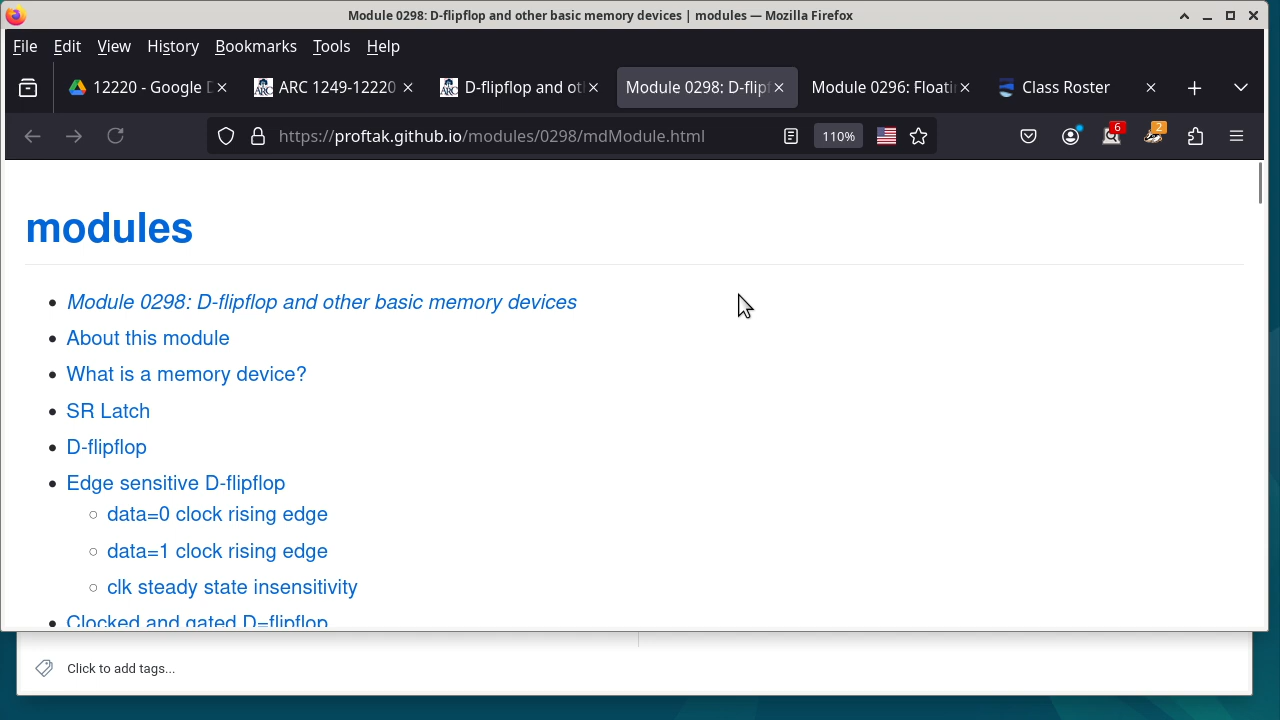 Module 0298: D-flipflop and other basic memory devices | modules — Mozilla Firefox
File Edit View History Bookmarks Tools Help
12220 - Google D
ARC 1249-12220
D-flipflop and ot
Module 0298: D-flipf
Module 0296: Floati
Class Roster
https://proftak.github.io/modules/0298/mdModule.html
110%
6
2
modules
Module 0298: D-flipflop and other basic memory devices
About this module
What is a memory device?
SR Latch
D-flipflop
Edge sensitive D-flipflop
data=0 clock rising edge
data=1 clock rising edge
clk steady state insensitivity
Clocked and gated D=flipflop
Click to add tags...